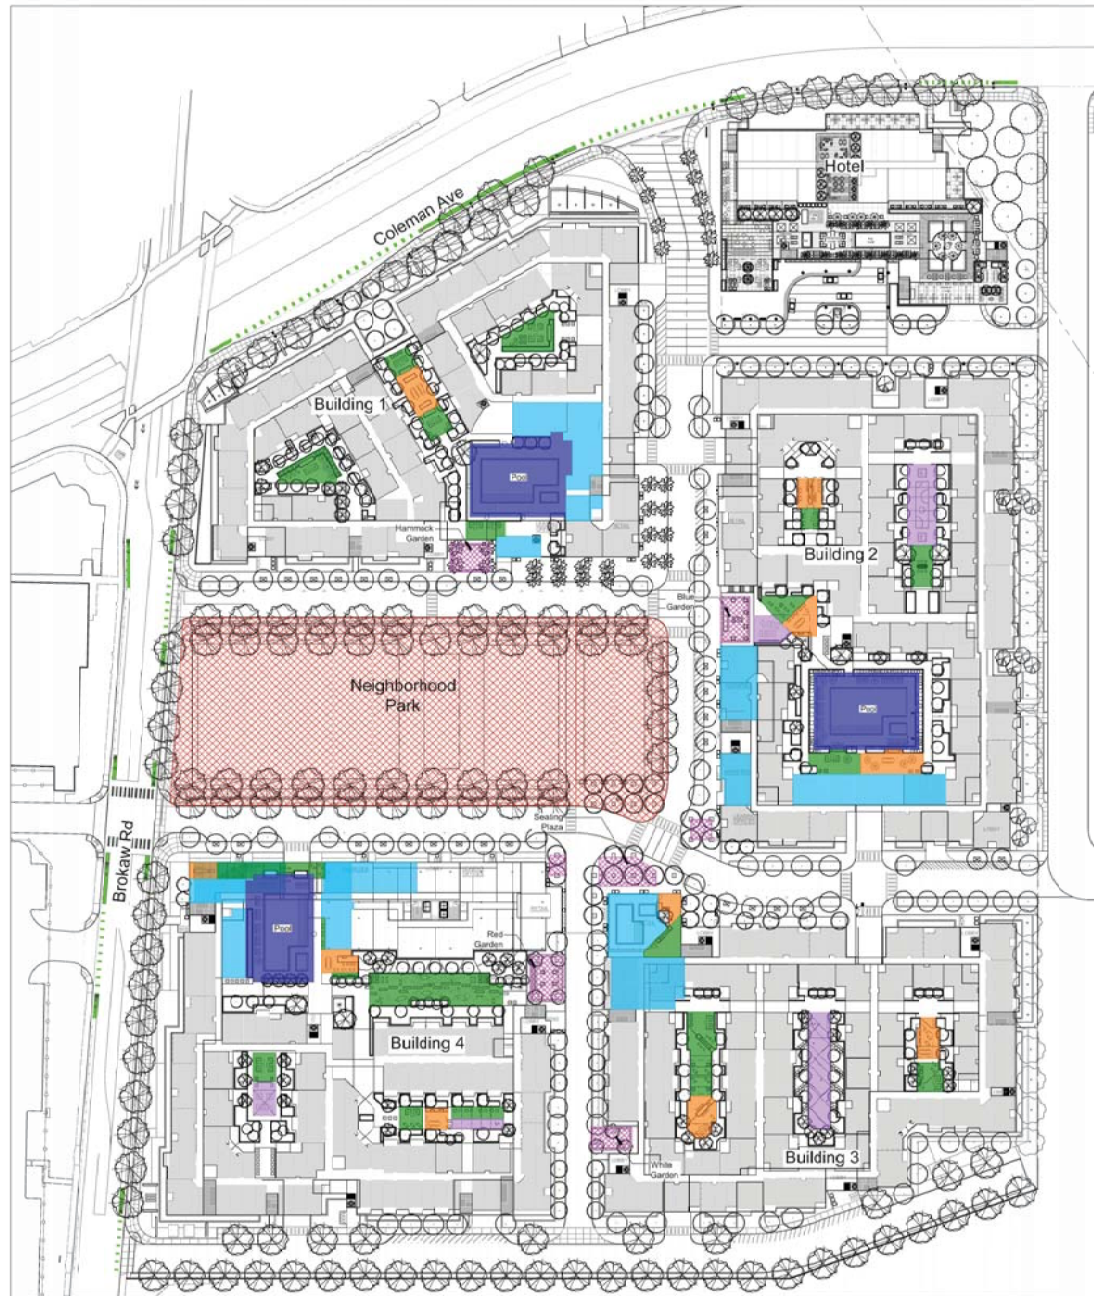 Hotel
Coleman Ave
Building 1
Pool
Hammock
Garden
Building 2
Blue
Garden
Neighborhood
Park
Pool
Seating
Plaza
Brokaw Rd
LOBBY
Pool
Red
Garden
Building 4
White
Garden
Building 3